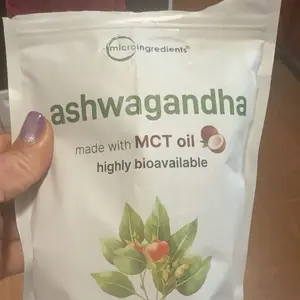 microingredients
ashwagandha
made with MCT oil
highly bioavailable